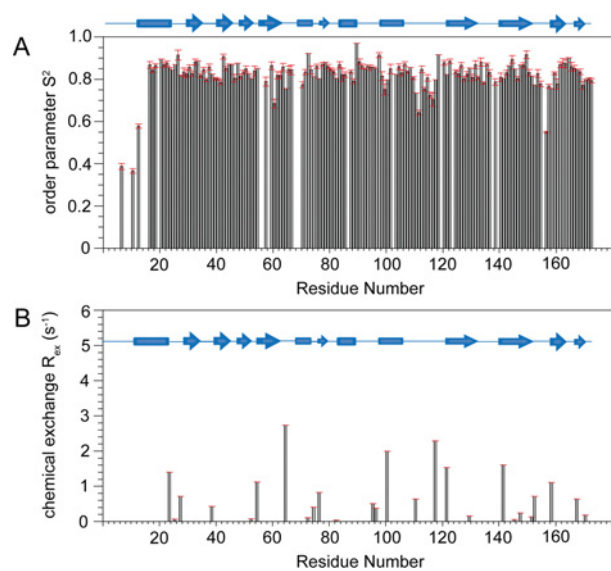 A
order parameter S²
1.0
0.8
0.6
0.4
0.2
0.0
20 40 60 80 100 120 140 160
Residue Number
B
chemical exchange Rex (s⁻¹)
6
5
4
3
2
1
0
20 40 60 80 100 120 140 160
Residue Number